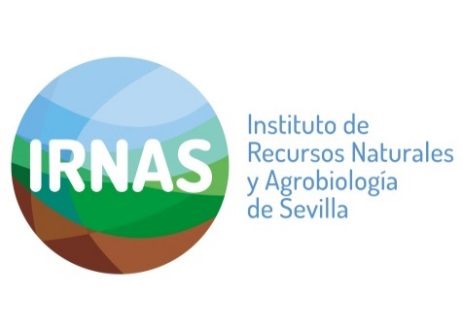 IRNAS
Instituto de
Recursos Naturales
y Agrobiología
de Sevilla